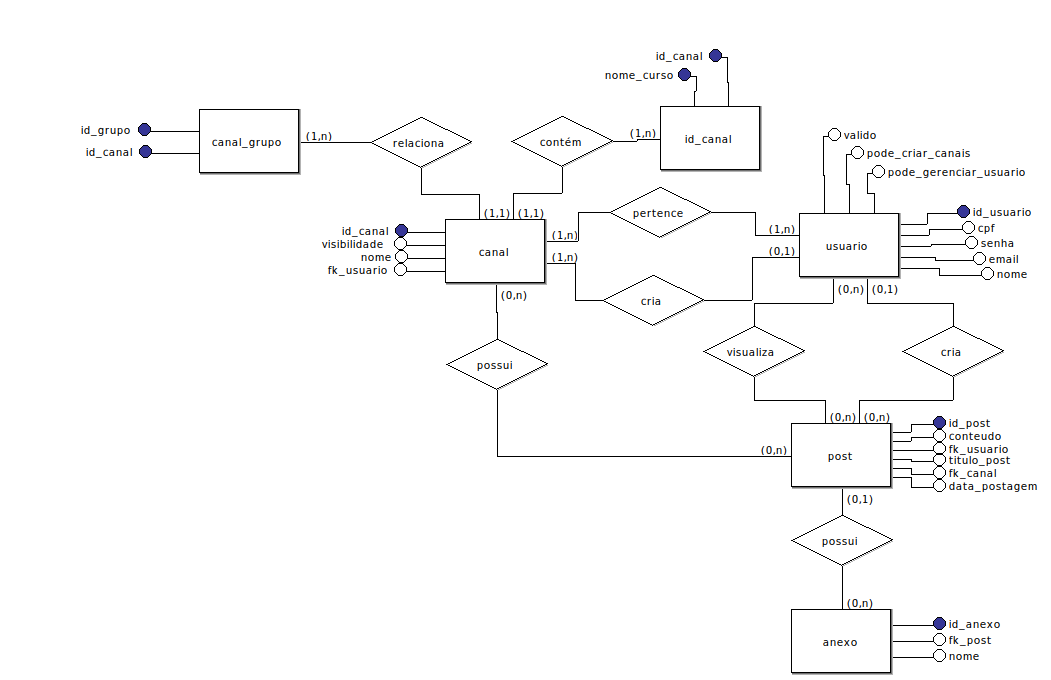 id_canal
nome_curso
id_grupo
id_canal
canal_grupo
(1,n)
relaciona
contém
(1,n)
id_canal
valido
pode_criar_canais
pode_gerenciar_usuario
(1,1)
(1,1)
pertence
(1,n)
id_usuario
cpf
senha
email
nome
usuario
id_canal
visibilidade
nome
fk_usuario
canal
(1,n)
(1,n)
(0,1)
cria
(0,n)
(0,n)
(0,1)
possui
visualiza
cria
(0,n)
(0,n)
(0,n)
post
id_post
conteudo
fk_usuario
titulo_post
fk_canal
data_postagem
(0,1)
possui
(0,n)
anexo
id_anexo
fk_post
nome